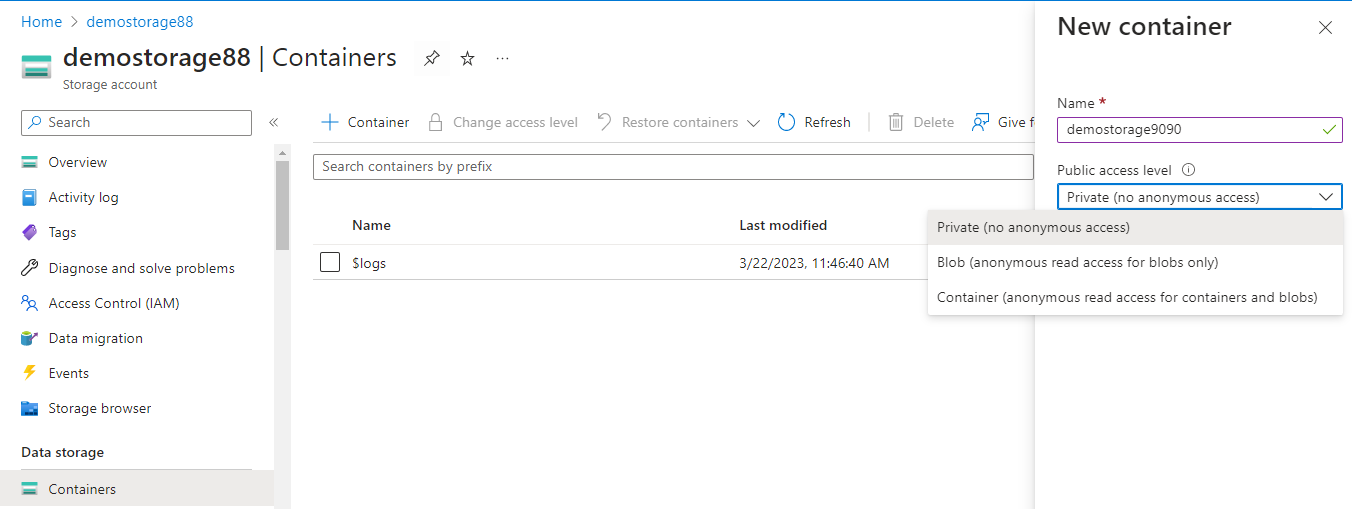 Home > demostorage88
demostorage88 | Containers
Storage account
Search
Overview
Activity log
Tags
Diagnose and solve problems
Access Control (IAM)
Data migration
Events
Storage browser
Data storage
Containers
Container Change access level Restore containers Refresh Delete Give f
Search containers by prefix
Name Last modified
$logs 3/22/2023, 11:46:40 AM
New container
Name *
demostorage9090
Public access level
Private (no anonymous access)
Private (no anonymous access)
Blob (anonymous read access for blobs only)
Container (anonymous read access for containers and blobs)